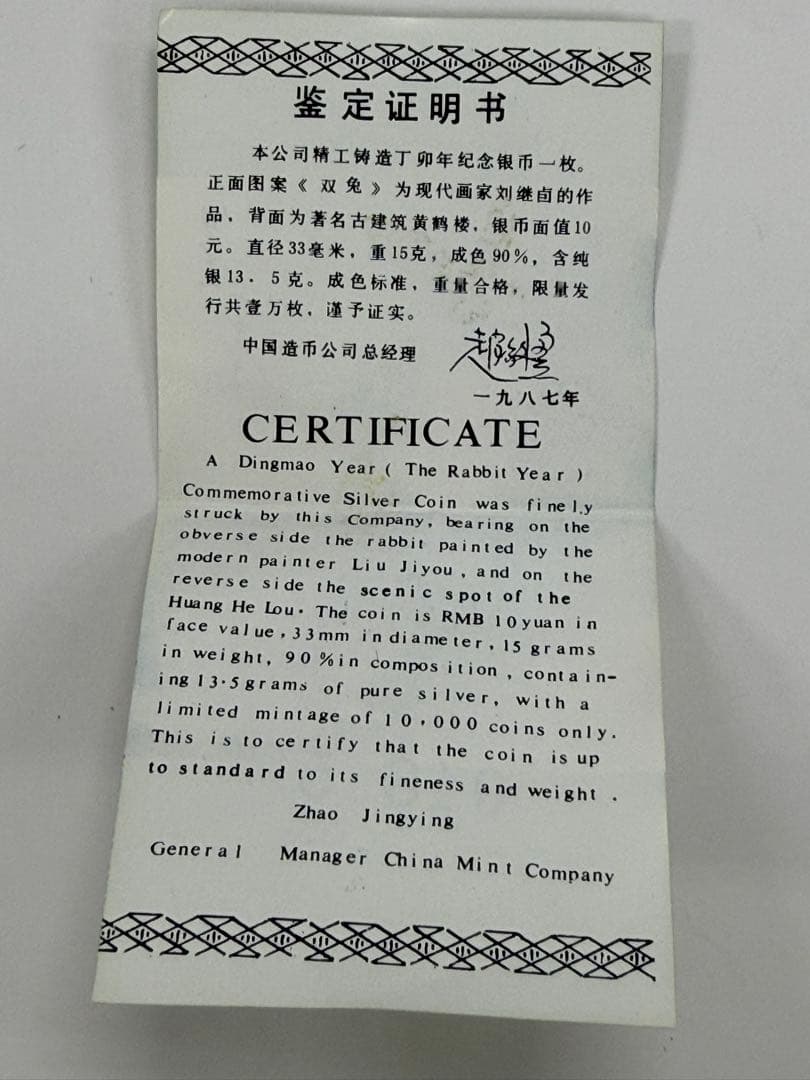 鉴定证明书
本公司精工铸造丁卯年纪念银币一枚。
正面图案《双兔》为现代画家刘继卣的作
品，背面为著名古建筑黄鹤楼，银币面值10
元。直径33毫米，重15克，成色90%，含纯
银13．5克。成色标准，重量合格，限量发
行共壹万枚，谨予证实。
中国造币公司总经理
一九八七年
CERTIFICATE
A Dingmao Year ( The Rabbit Year )
Commemorative Silver Coin was finely
struck by this Company, bearing on the
obverse side the rabbit painted by the
modern painter Liu Jiyou, and on the
reverse side the scenic spot of the
Huang He Lou. The coin is RMB 10 yuan in
face value, 33mm in diameter, 15 grams
in weight, 90% in composition, contain-
ing 13·5 grams of pure silver, with a
limited mintage of 10,000 coins only.
This is to certify that the coin is up
to standard to its fineness and weight.
Zhao Jingying
General Manager China Mint Company